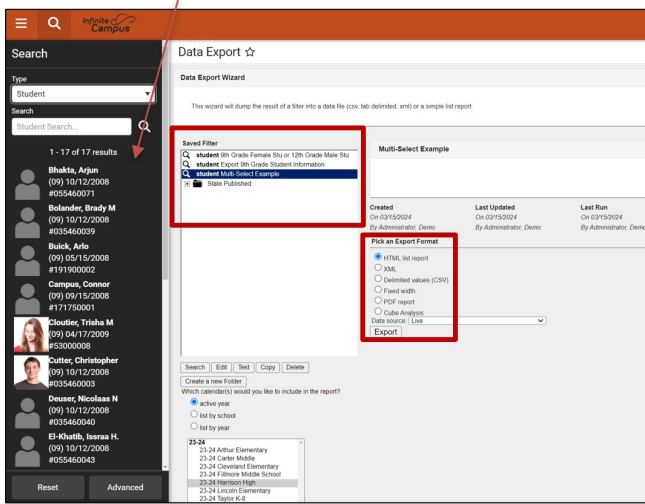 Infinite
Campus
Search
Type
Student
Search
Student Search...
1 - 17 of 17 results
Bhakta, Arjun
(09) 10/12/2008
#055460071
Bolander, Brady M
(09) 10/12/2008
#035460039
Buick, Arlo
(09) 05/15/2008
#191900002
Campus, Connor
(09) 09/15/2008
#171750001
Cloutier, Trisha M
(09) 04/17/2009
#53000008
Cutter, Christopher
(09) 10/12/2008
#035460003
Deuser, Nicolaas N
(09) 10/12/2008
#035460040
El-Khatib, Issraa H.
(09) 10/12/2008
#055460043
Reset
Advanced
Data Export
Data Export Wizard
This wizard will dump the result of a filter into a data file (csv, tab delimited, xml) or a simple list report.
Saved Filter
student 9th Grade Female Stu or 12th Grade Male Stu
student Export 9th Grade Student Information
student Multi-Select Example
State Published
Search Edit Test Copy Delete
Create a new Folder
Which calendar(s) would you like to include in the report?
active year
list by school
list by year
23-24
23-24 Arthur Elementary
23-24 Carter Middle
23-24 Cleveland Elementary
23-24 Fillmore Middle School
23-24 Harrison High
23-24 Lincoln Elementary
23-24 Taylor K-8
Multi-Select Example
Created Last Updated Last Run
On 03/15/2024 On 03/15/2024 On 03/15/2024
By Administrator, Demo By Administrator, Demo By Administrator, Demo
Pick an Export Format
HTML list report
XML
Delimited values (CSV)
Fixed width
PDF report
Cube Analysis
Data source: Live
Export